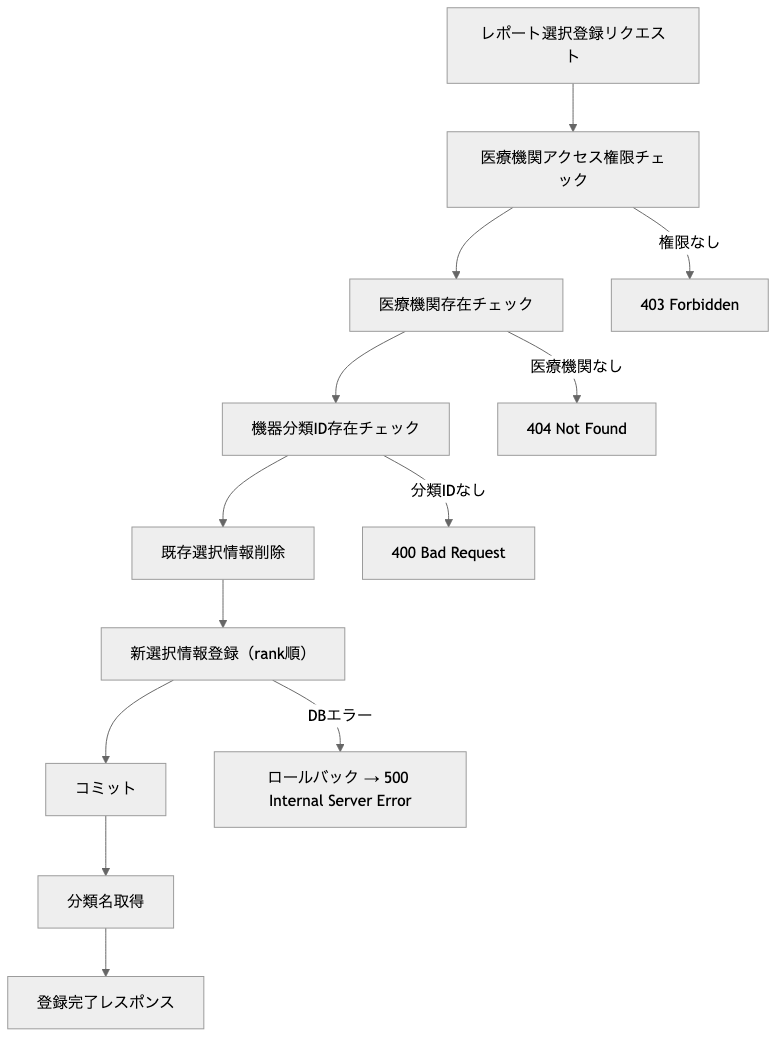 レポート選択登録リクエス
ト
医療機関アクセス権限チェ
ック
権限なし
医療機関存在チェック
403 Forbidden
医療機関なし
機器分類ID存在チェック
404 Not Found
分類IDなし
既存選択情報削除
400 Bad Request
新選択情報登録（rank順）
DBエラー
コミット
ロールバック → 500
Internal Server Error
分類名取得
登録完了レスポンス